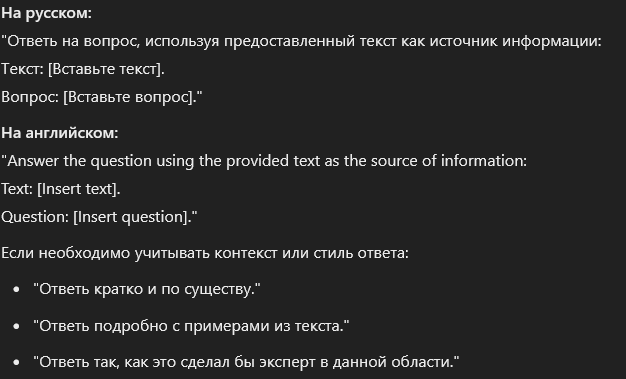 На русском:
"Ответь на вопрос, используя предоставленный текст как источник информации:
Текст: [Вставьте текст].
Вопрос: [Вставьте вопрос]."
На английском:
"Answer the question using the provided text as the source of information:
Text: [Insert text].
Question: [Insert question]."
Если необходимо учитывать контекст или стиль ответа:
• "Ответь кратко и по существу."
• "Ответь подробно с примерами из текста."
• "Ответь так, как это сделал бы эксперт в данной области."